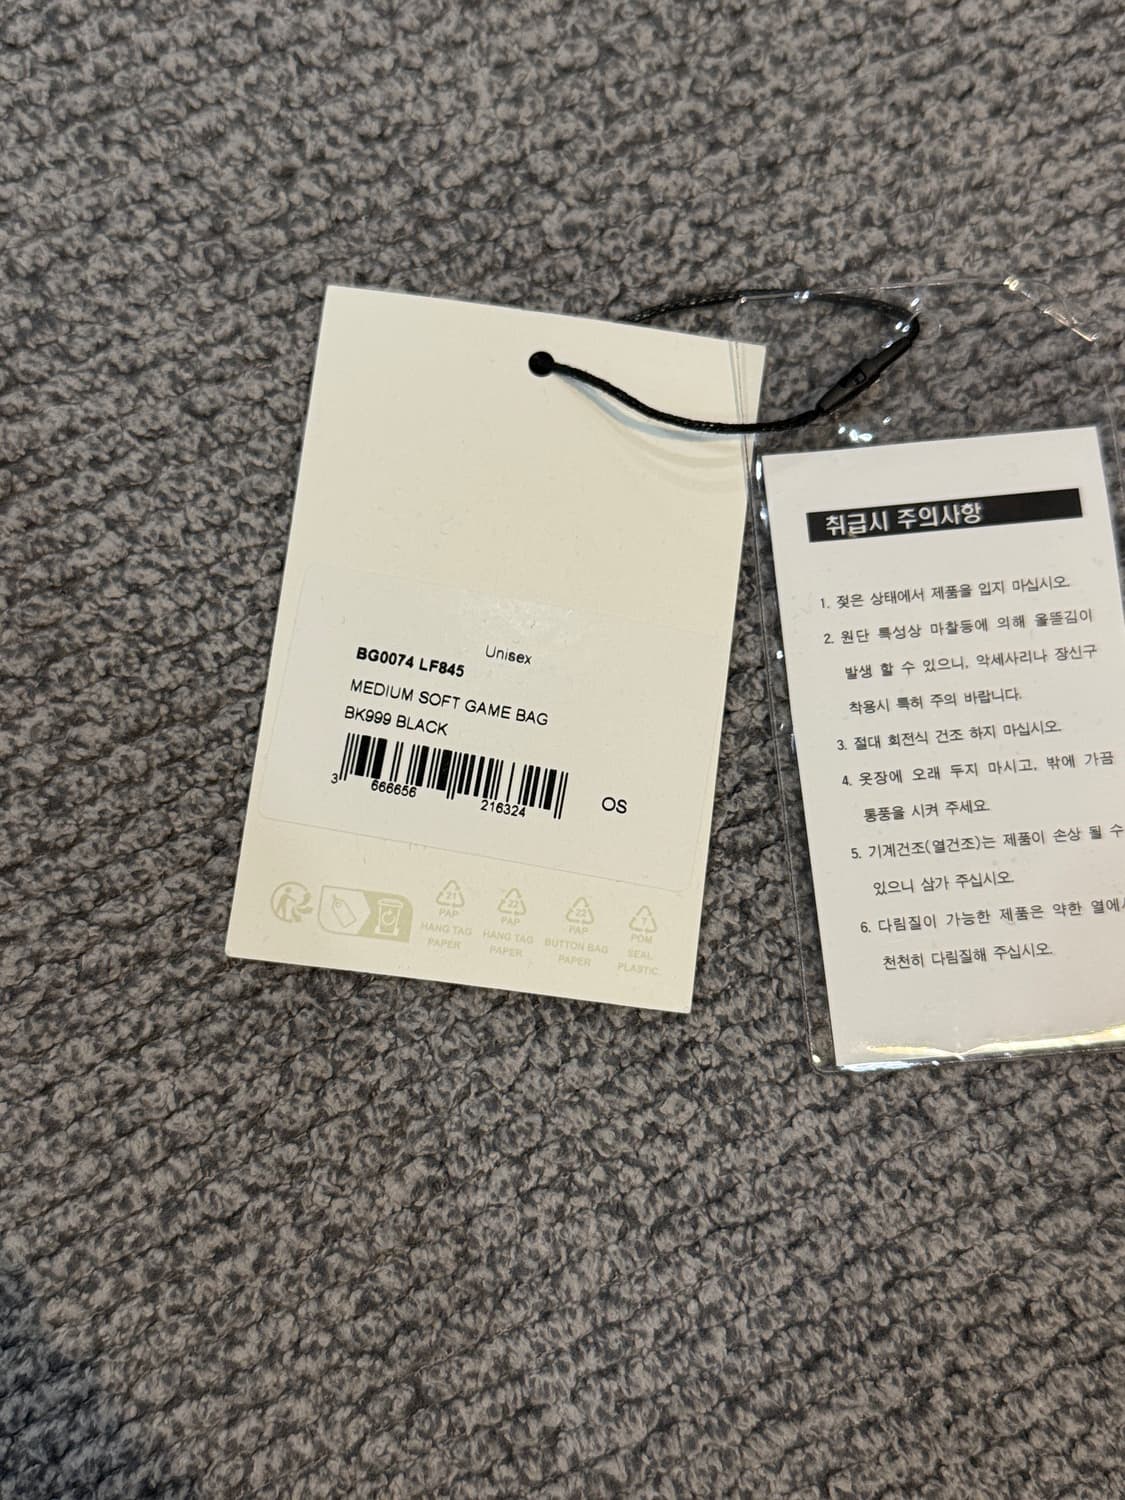 Unisex
BG0074 LF845
MEDIUM SOFT GAME BAG
BK999 BLACK
3 666656 216324
OS
21
PAP
HANG TAG
PAPER
22
PAP
HANG TAG
PAPER
22
PAP
BUTTON BAG
PAPER
7
POM
SEAL
PLASTIC
취급시 주의사항
1. 젖은 상태에서 제품을 입지 마십시오.
2. 원단 특성상 마찰등에 의해 올뜯김이
발생 할 수 있으니, 악세사리나 장신구
착용시 특히 주의 바랍니다.
3. 절대 회전식 건조 하지 마십시오.
4. 옷장에 오래 두지 마시고, 밖에 가끔
통풍을 시켜 주세요.
5. 기계건조(열건조)는 제품이 손상 될 수
있으니 삼가 주십시오.
6. 다림질이 가능한 제품은 약한 열에서
천천히 다림질해 주십시오.